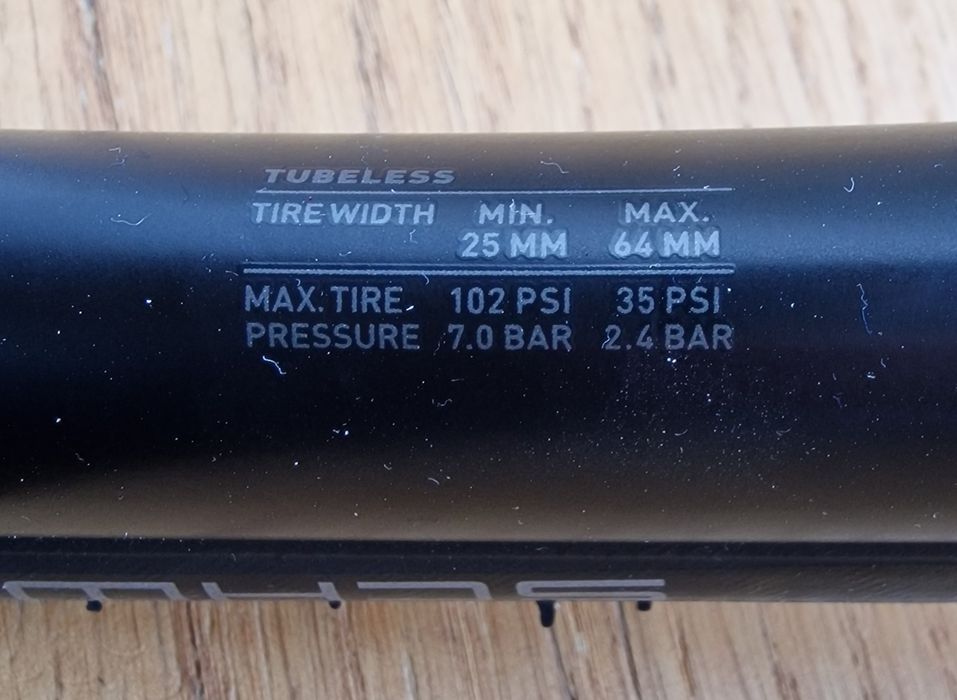 TUBELESS
TIRE WIDTH MIN. MAX.
25 MM 64 MM
MAX. TIRE 102 PSI 35 PSI
PRESSURE 7.0 BAR 2.4 BAR